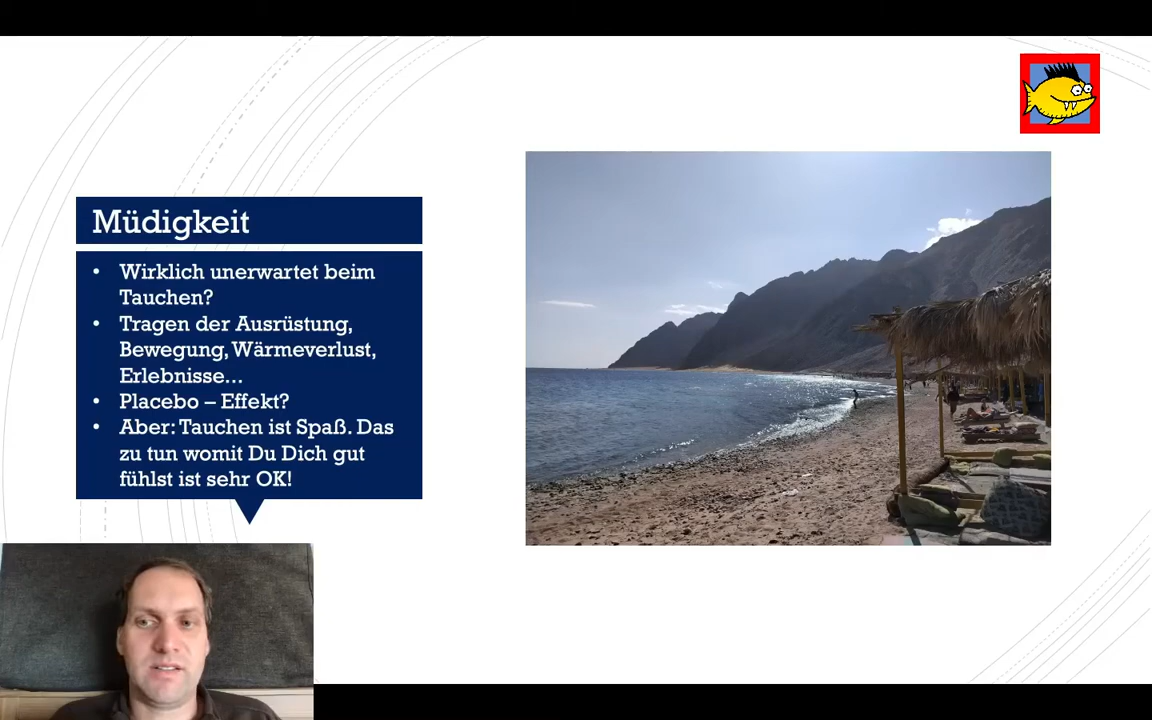 Müdigkeit
• Wirklich unerwartet beim
Tauchen?
• Tragen der Ausrüstung,
Bewegung, Wärmeverlust,
Erlebnisse...
• Placebo – Effekt?
• Aber: Tauchen ist Spaß. Das
zu tun womit Du Dich gut
fühlst ist sehr OK!